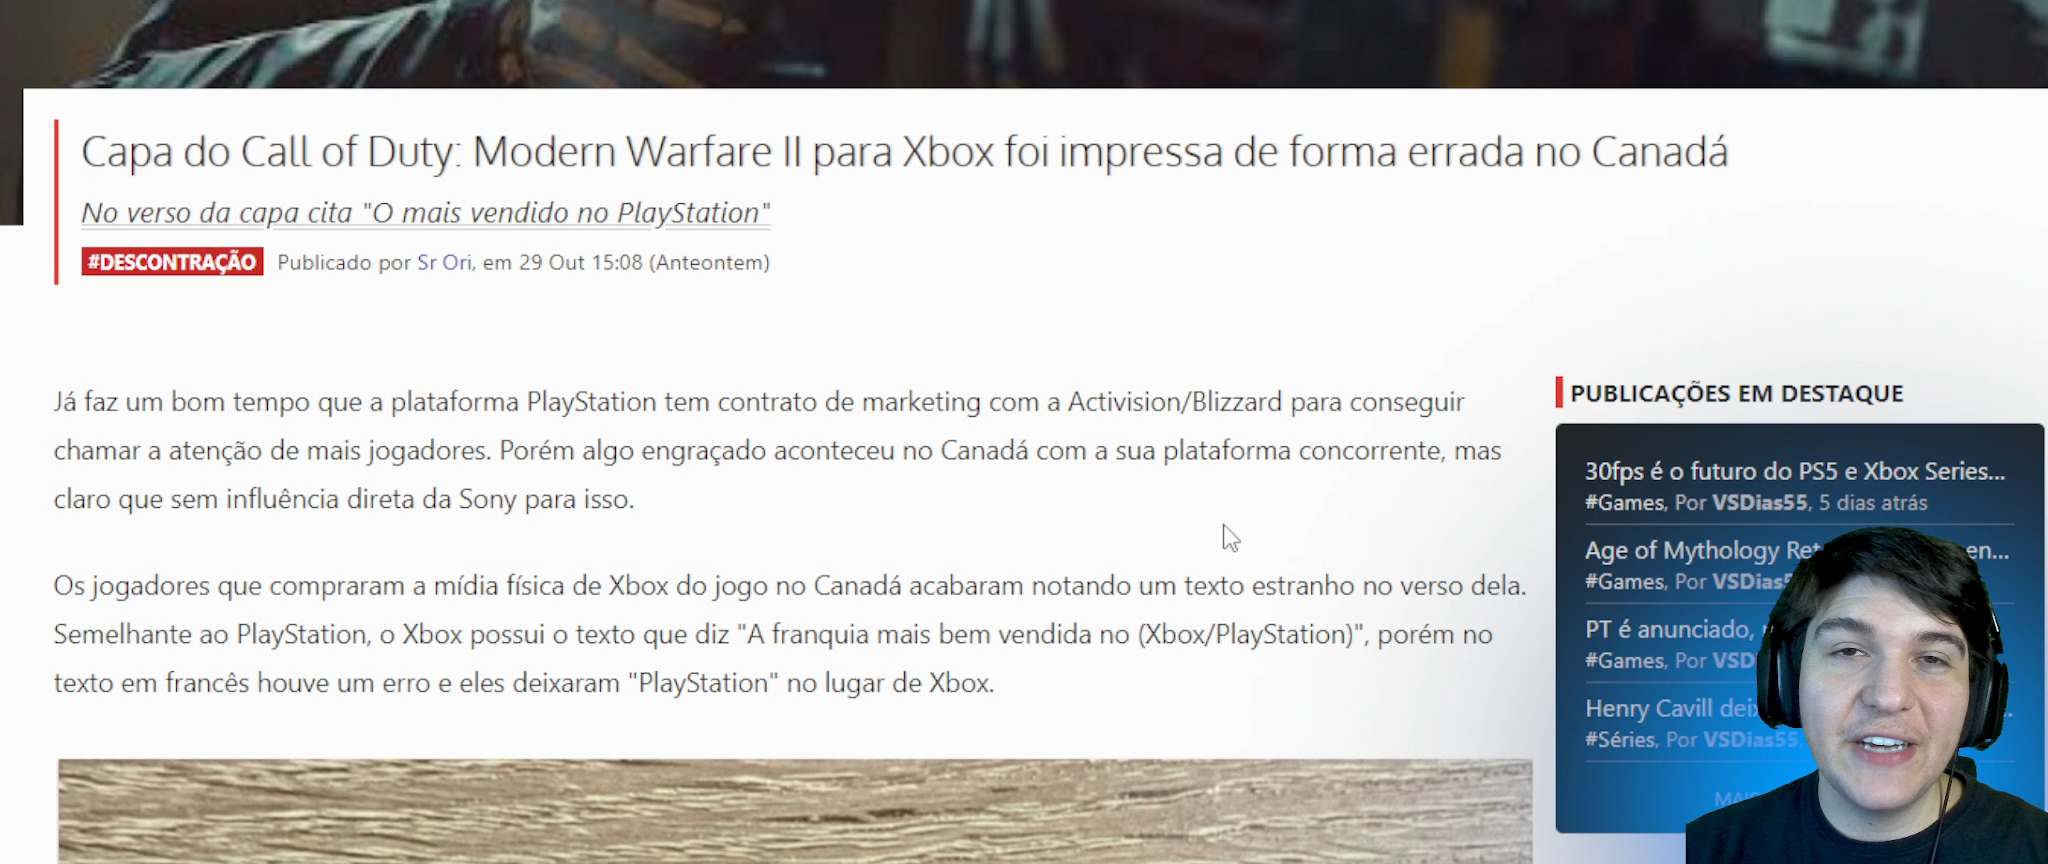 Capa do Call of Duty: Modern Warfare II para Xbox foi impressa de forma errada no Canadá
No verso da capa cita "O mais vendido no PlayStation"
#DESCONTRAÇÃO Publicado por Sr Ori, em 29 Out 15:08 (Anteontem)
Já faz um bom tempo que a plataforma PlayStation tem contrato de marketing com a Activision/Blizzard para conseguir
chamar a atenção de mais jogadores. Porém algo engraçado aconteceu no Canadá com a sua plataforma concorrente, mas
claro que sem influência direta da Sony para isso.
Os jogadores que compraram a mídia física de Xbox do jogo no Canadá acabaram notando um texto estranho no verso dela.
Semelhante ao PlayStation, o Xbox possui o texto que diz "A franquia mais bem vendida no (Xbox/PlayStation)", porém no
texto em francês houve um erro e eles deixaram "PlayStation" no lugar de Xbox.
PUBLICAÇÕES EM DESTAQUE
30fps é o futuro do PS5 e Xbox Series...
#Games, Por VSDias55, 5 dias atrás
Age of Mythology
#Games, Por
PT é anunciado,
#Games, Por
Henry Cavill
#Séries, Por VSDias55,